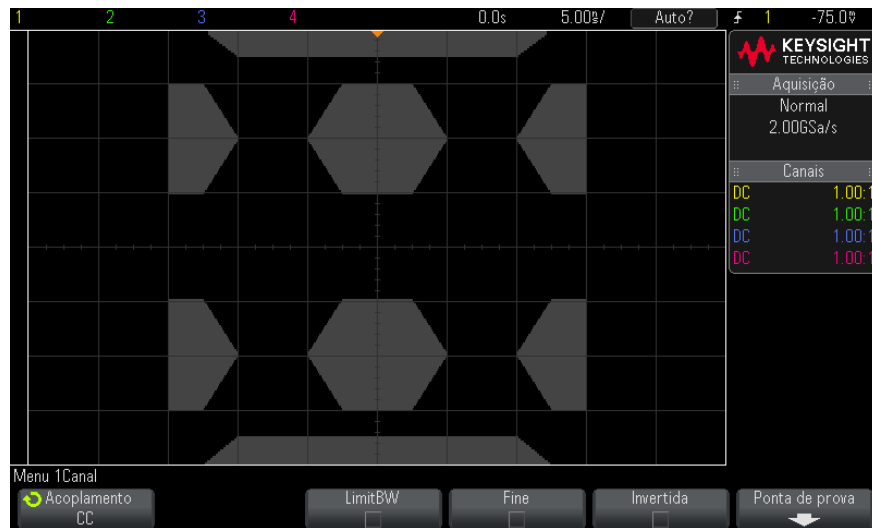 1 2 3 4 0.0s 5.00us/ Auto? 1 -75.0V
KEYSIGHT
TECHNOLOGIES
Aquisição
Normal
2.00GSa/s
Canais
DC 1.00:1
DC 1.00:1
DC 1.00:1
DC 1.00:1
Menu 1Canal
Acoplamento LimitBW Fine Invertida Ponta de prova
CC